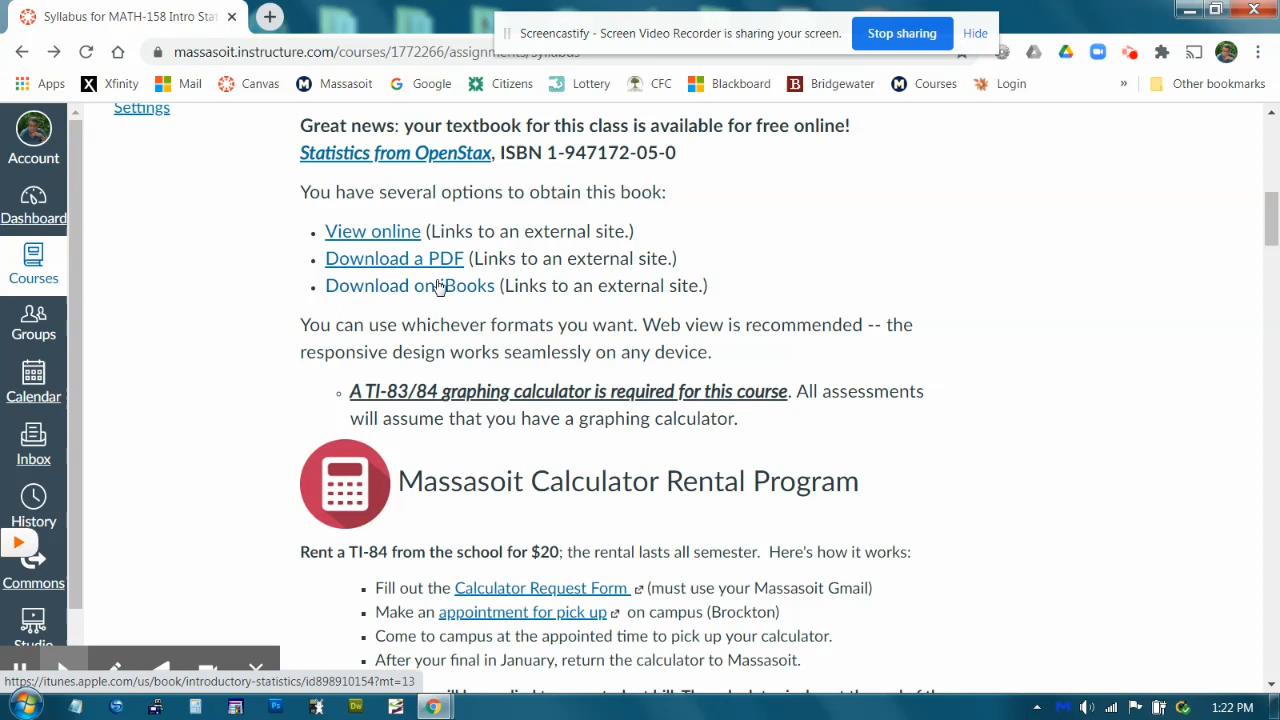 Syllabus for MATH-158 Intro Stat
Screencastify - Screen Video Recorder is sharing your screen.
Stop sharing
Hide
massasoit.instructure.com/courses/1772266/assignments/syllabus
Apps
Xfinity
Mail
Canvas
Massasoit
Google
Citizens
Lottery
CFC
Blackboard
Bridgewater
Courses
Login
»
Other bookmarks
Account
Dashboard
Courses
Groups
Calendar
Inbox
History
Commons
Studio
Settings
Great news: your textbook for this class is available for free online!
Statistics from OpenStax, ISBN 1-947172-05-0
You have several options to obtain this book:
• View online (Links to an external site.)
• Download a PDF (Links to an external site.)
• Download on iBooks (Links to an external site.)
You can use whichever formats you want. Web view is recommended -- the
responsive design works seamlessly on any device.
A TI-83/84 graphing calculator is required for this course. All assessments
will assume that you have a graphing calculator.
Massasoit Calculator Rental Program
Rent a TI-84 from the school for $20; the rental lasts all semester. Here's how it works:
Fill out the Calculator Request Form (must use your Massasoit Gmail)
Make an appointment for pick up on campus (Brockton)
Come to campus at the appointed time to pick up your calculator.
After your final in January, return the calculator to Massasoit.
https://itunes.apple.com/us/book/introductory-statistics/id898910154?mt=13
1:22 PM